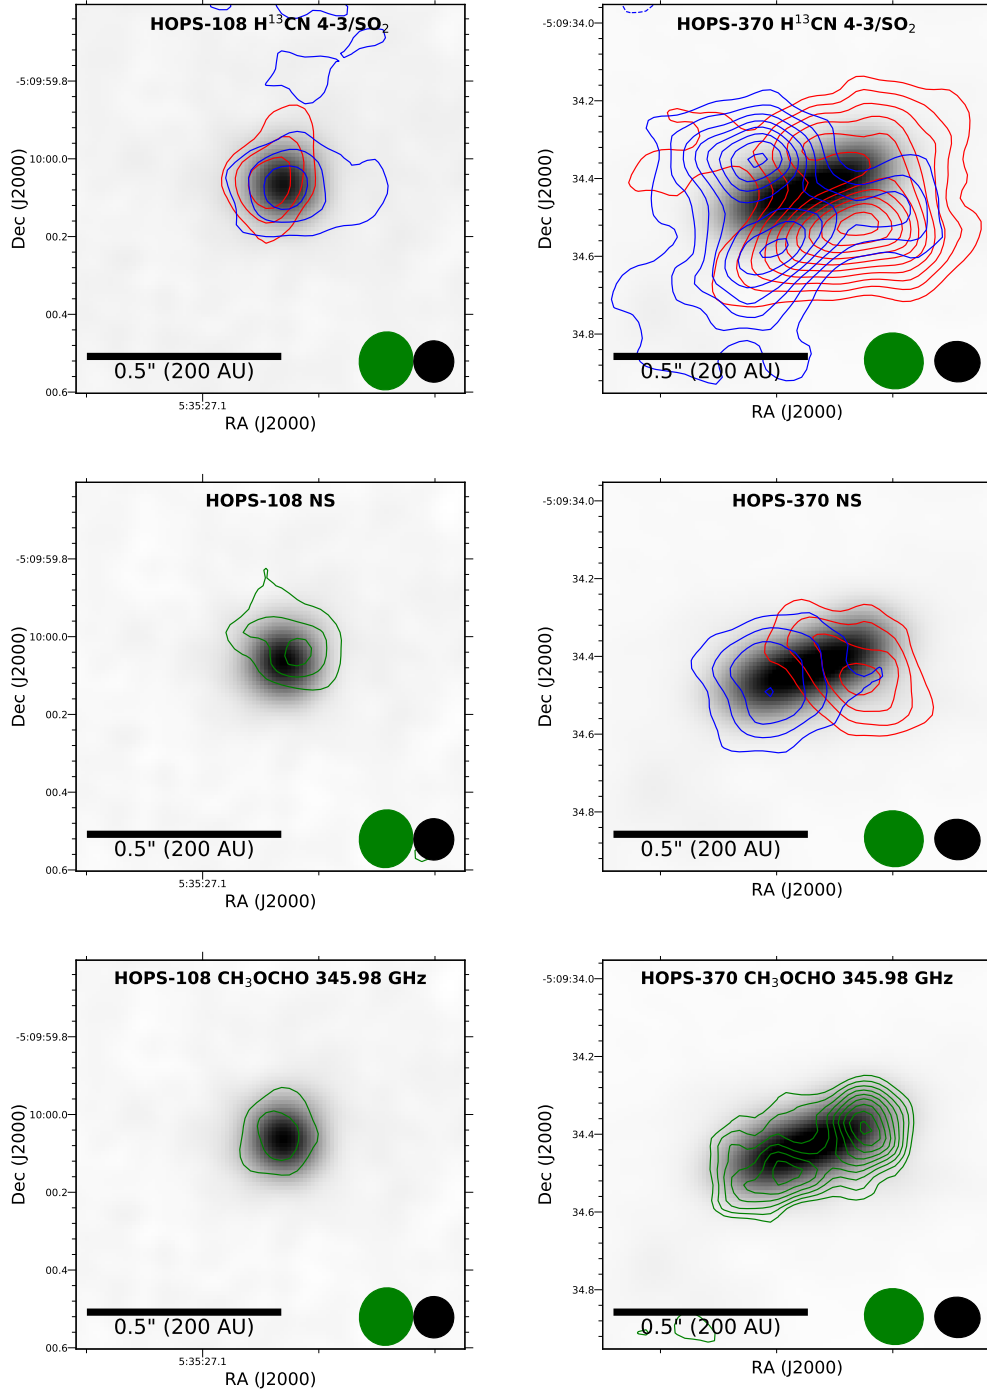 HOPS-108 H¹³CN 4-3/SO₂
-5:09:59.8
10:00.0
00.2
00.4
00.6
Dec (J2000)
0.5" (200 AU)
5:35:27.1
RA (J2000)
HOPS-370 H¹³CN 4-3/SO₂
-5:09:34.0
34.2
34.4
34.6
34.8
Dec (J2000)
0.5" (200 AU)
RA (J2000)
HOPS-108 NS
-5:09:59.8
10:00.0
00.2
00.4
00.6
Dec (J2000)
0.5" (200 AU)
5:35:27.1
RA (J2000)
HOPS-370 NS
-5:09:34.0
34.2
34.4
34.6
34.8
Dec (J2000)
0.5" (200 AU)
RA (J2000)
HOPS-108 CH₃OCHO 345.98 GHz
-5:09:59.8
10:00.0
00.2
00.4
00.6
Dec (J2000)
0.5" (200 AU)
5:35:27.1
RA (J2000)
HOPS-370 CH₃OCHO 345.98 GHz
-5:09:34.0
34.2
34.4
34.6
34.8
Dec (J2000)
0.5" (200 AU)
RA (J2000)